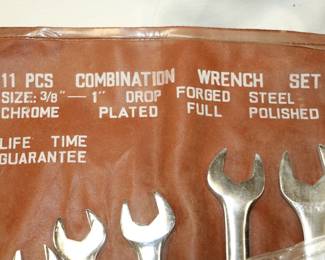 11 PCS COMBINATION WRENCH SET
SIZE: 3/8" — 1" DROP FORGED STEEL
CHROME PLATED FULL POLISHED
LIFE TIME
GUARANTEE